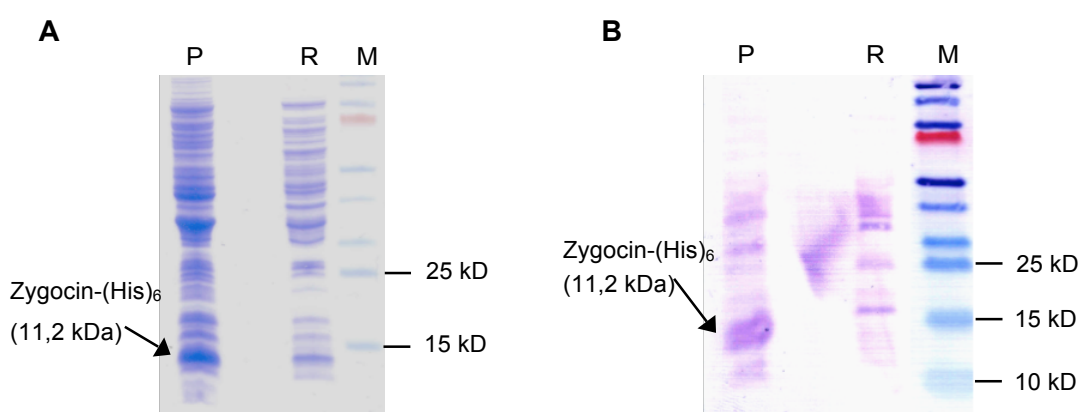 A
P R M
Zygocin-(His)6
(11,2 kDa)
25 kD
15 kD
B
P R M
Zygocin-(His)6
(11,2 kDa)
25 kD
15 kD
10 kD